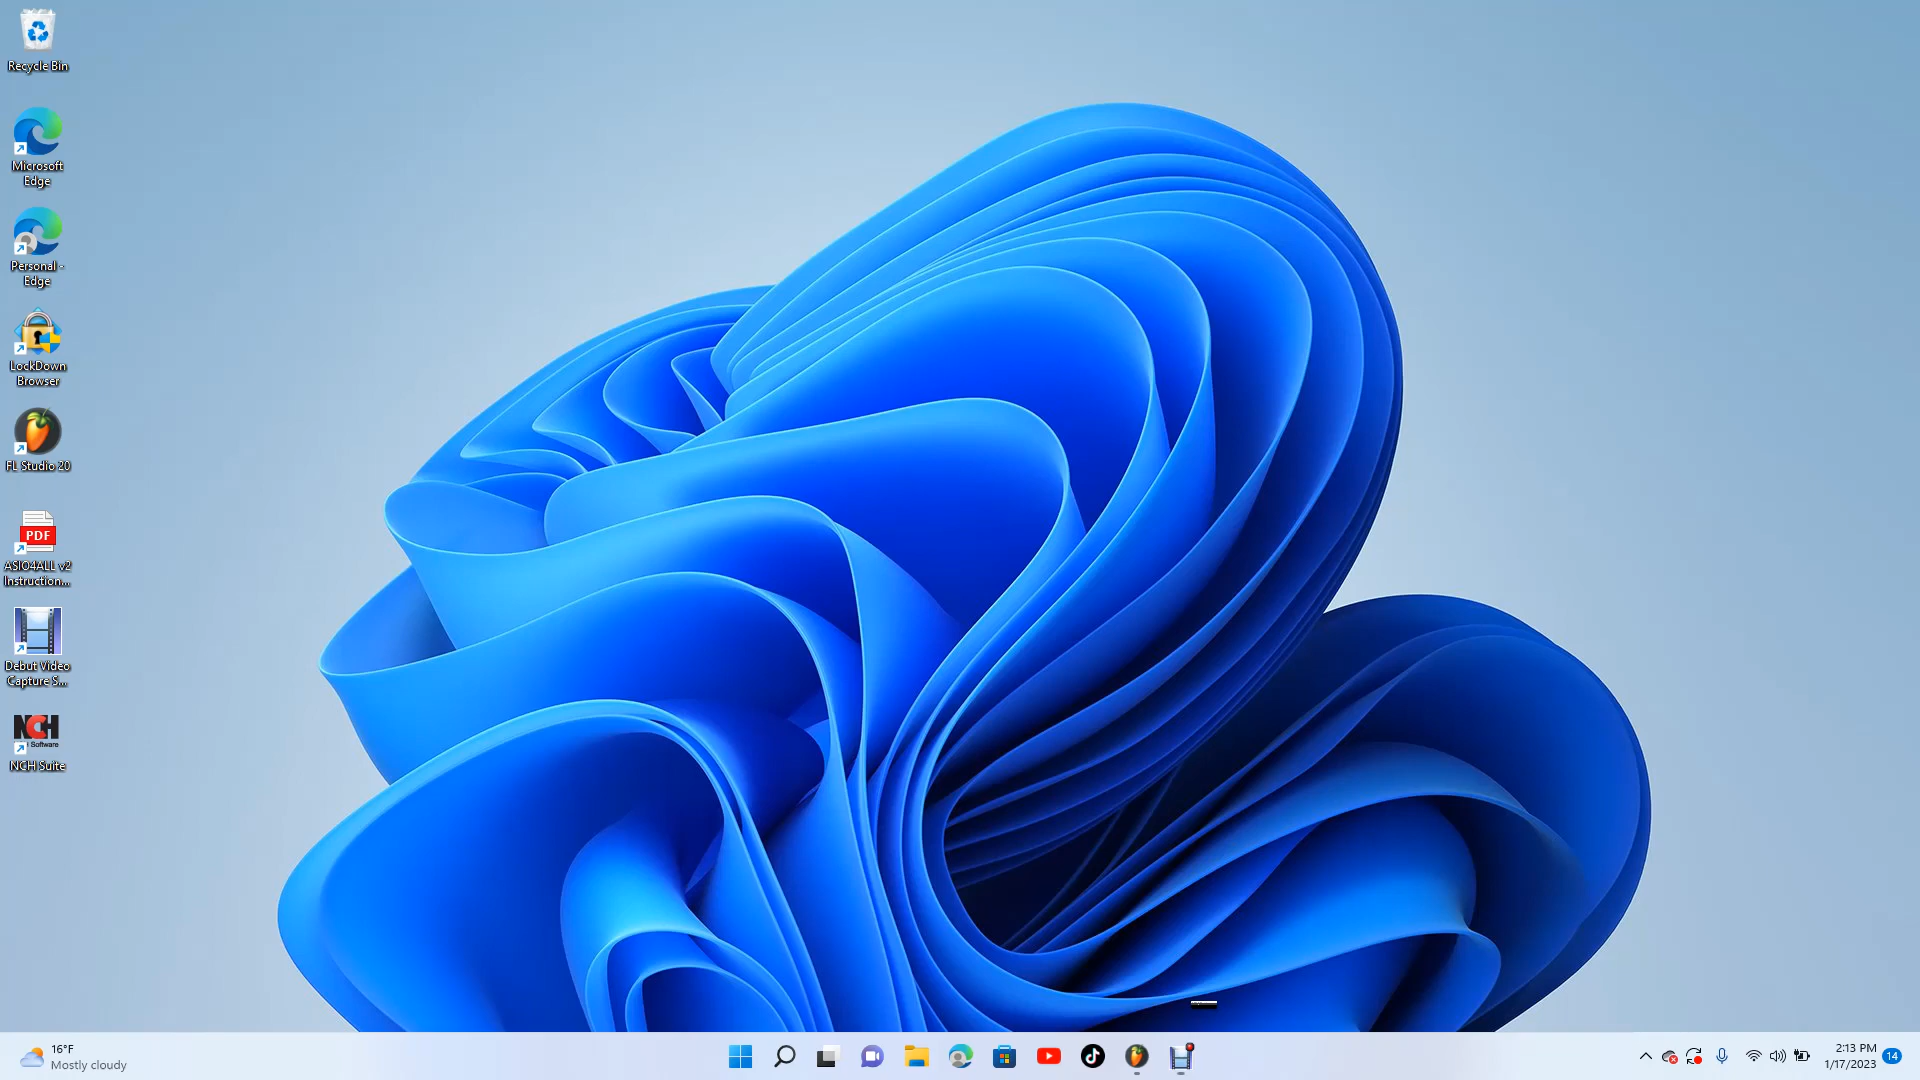 Recycle Bin
Microsoft
Edge
Personal -
Edge
LockDown
Browser
FL Studio 20
PDF
ASIO4ALL v2
Instruction...
Debut Video
Capture S...
NCH
Software
NCH Suite
16°F
Mostly cloudy
2:13 PM
1/17/2023
14